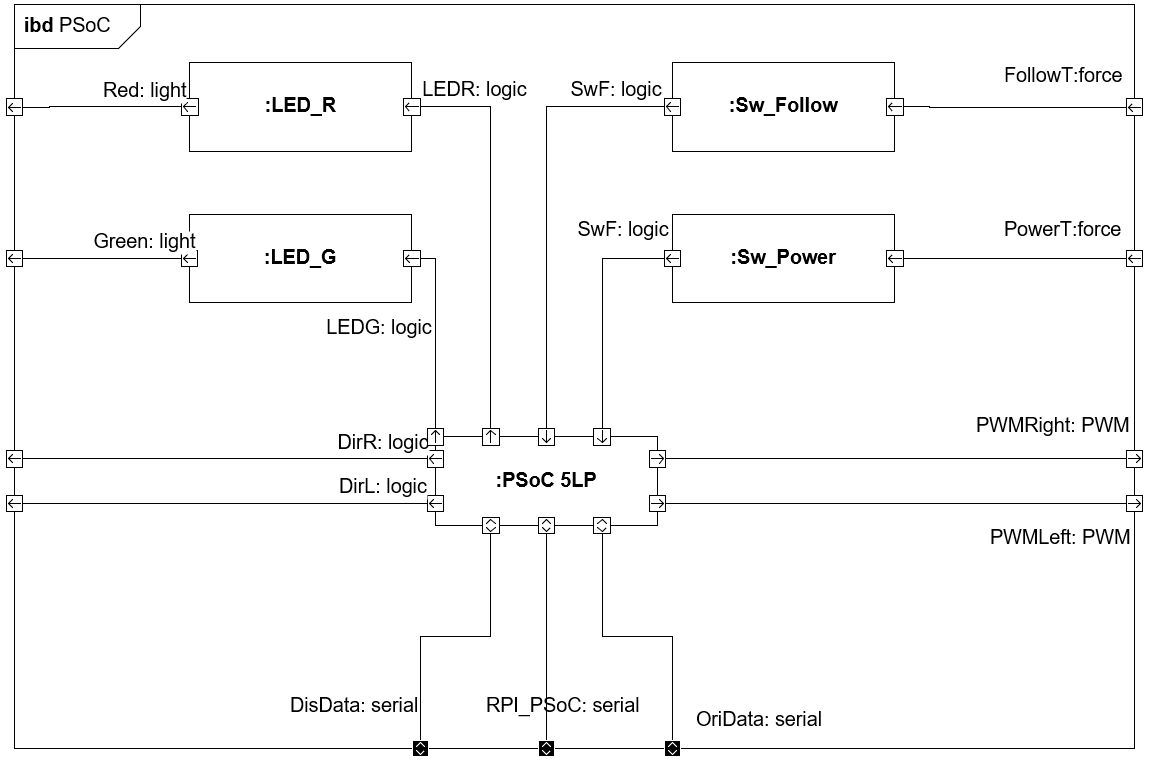 ibd PSoC
Red: light
:LED_R
LEDR: logic
SwF: logic
:Sw_Follow
FollowT:force
Green: light
:LED_G
SwF: logic
:Sw_Power
PowerT:force
LEDG: logic
DirR: logic
PWMRight: PWM
:PSoC 5LP
DirL: logic
PWMLeft: PWM
DisData: serial
RPI_PSoC: serial
OriData: serial